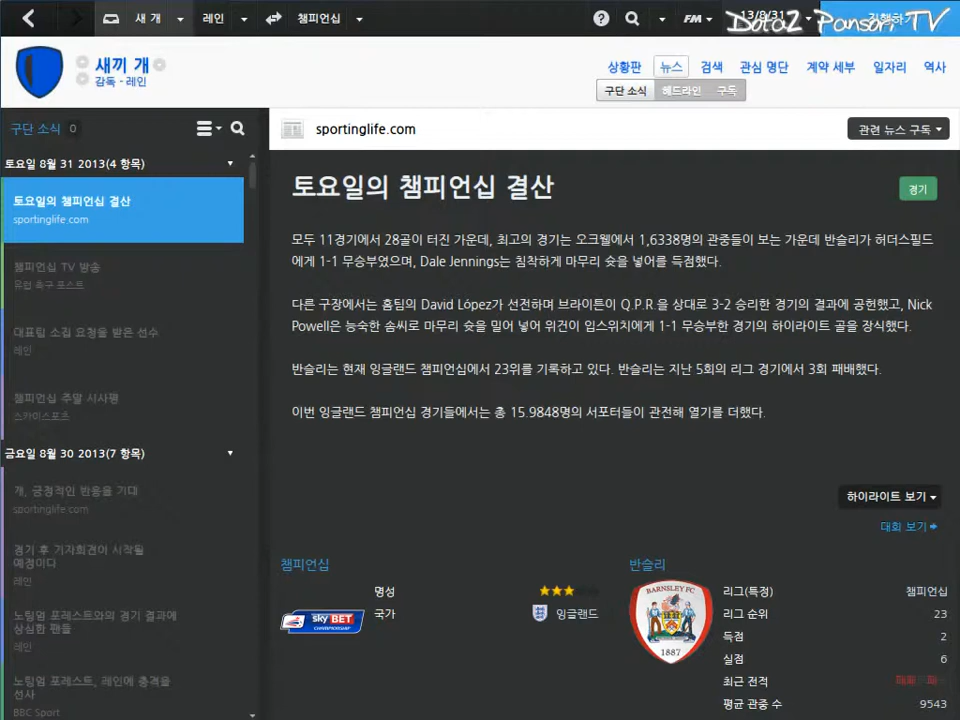 새 개
레인
챔피언십
FM
13/8/31
Dota2 Pansori TV
새끼 개
감독 - 레인
상황판 뉴스 검색 관심 명단 계약 세부 일자리 역사
구단 소식 헤드라인 구독
구단 소식 0
sportinglife.com
관련 뉴스 구독
토요일 8월 31 2013(4 항목)
토요일의 챔피언십 결산
sportinglife.com
챔피언십 TV 방송
유럽 축구 포스트
대표팀 소집 요청을 받은 선수
레인
챔피언십 주말 시사평
스카이스포츠
금요일 8월 30 2013(7 항목)
개, 긍정적인 반응을 기대
sportinglife.com
경기 후 기자회견이 시작될
예정이다
레인
노팅엄 포레스트와의 경기 결과에
상심한 팬들
레인
노팅엄 포레스트, 레인에 충격을
선사
BBC Sport
토요일의 챔피언십 결산
경기
모두 11경기에서 28골이 터진 가운데, 최고의 경기는 오크웰에서 1,6338명의 관중들이 보는 가운데 반슬리가 허더스필드
에게 1-1 무승부였으며, Dale Jennings는 침착하게 마무리 슛을 넣어를 득점했다.
다른 구장에서는 홈팀의 David López가 선전하며 브라이튼이 Q.P.R.을 상대로 3-2 승리한 경기의 결과에 공헌했고, Nick
Powell은 능숙한 솜씨로 마무리 슛을 밀어 넣어 위건이 입스위치에게 1-1 무승부한 경기의 하이라이트 골을 장식했다.
반슬리는 현재 잉글랜드 챔피언십에서 23위를 기록하고 있다. 반슬리는 지난 5회의 리그 경기에서 3회 패배했다.
이번 잉글랜드 챔피언십 경기들에서는 총 15.9848명의 서포터들이 관전해 열기를 더했다.
하이라이트 보기
대회 보기
챔피언십
명성
국가 잉글랜드
sky BET
반슬리
BARNSLEY FC
1887
리그(특정) 챔피언십
리그 순위 23
득점 2
실점 6
최근 전적
평균 관중 수 9543